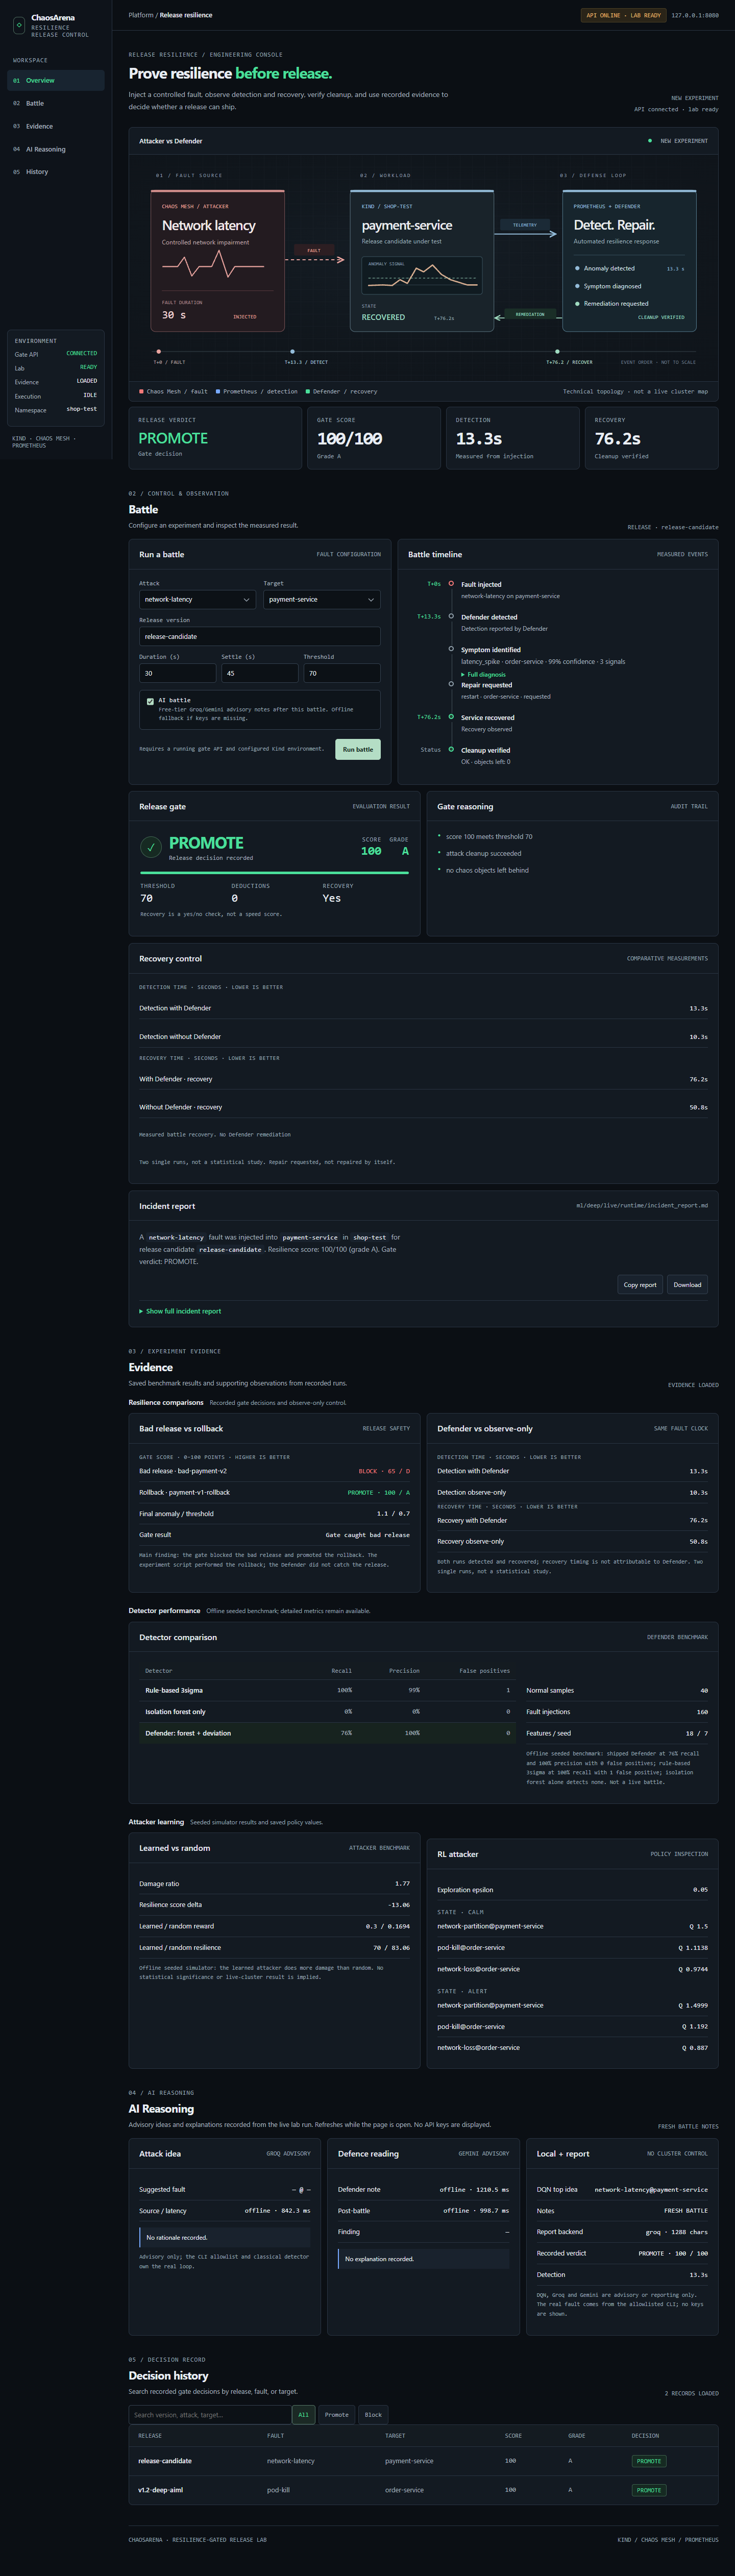 ChaosArena
RESILIENCE
RELEASE CONTROL
WORKSPACE
01 Overview
02 Battle
03 Evidence
04 AI Reasoning
05 History
ENVIRONMENT
Gate API CONNECTED
Lab READY
Evidence LOADED
Execution IDLE
Namespace shop-test
KIND · CHAOS MESH ·
PROMETHEUS
Platform / Release resilience
API ONLINE · LAB READY 127.0.0.1:8080
RELEASE RESILIENCE / ENGINEERING CONSOLE
Prove resilience before release.
Inject a controlled fault, observe detection and recovery, verify cleanup, and use recorded evidence to
decide whether a release can ship.
NEW EXPERIMENT
API connected · lab ready
Attacker vs Defender
NEW EXPERIMENT
01 / FAULT SOURCE
02 / WORKLOAD
03 / DEFENSE LOOP
CHAOS MESH / ATTACKER
Network latency
Controlled network impairment
FAULT DURATION
30 s
INJECTED
FAULT
KIND / SHOP-TEST
payment-service
Release candidate under test
ANOMALY SIGNAL
STATE
RECOVERED
T+76.2s
TELEMETRY
REMEDIATION
PROMETHEUS + DEFENDER
Detect. Repair.
Automated resilience response
Anomaly detected 13.3 s
Symptom diagnosed
Remediation requested
CLEANUP VERIFIED
T+0 / FAULT
T+13.3 / DETECT
T+76.2 / RECOVER
EVENT ORDER · NOT TO SCALE
Chaos Mesh / fault
Prometheus / detection
Defender / recovery
Technical topology · not a live cluster map
RELEASE VERDICT
PROMOTE
Gate decision
GATE SCORE
100/100
Grade A
DETECTION
13.3s
Measured from injection
RECOVERY
76.2s
Cleanup verified
02 / CONTROL & OBSERVATION
Battle
Configure an experiment and inspect the measured result.
RELEASE · release-candidate
Run a battle
FAULT CONFIGURATION
Attack
Target
network-latency
payment-service
Release version
release-candidate
Duration (s)
Settle (s)
Threshold
30
45
70
AI battle
Free-tier Groq/Gemini advisory notes after this battle. Offline
fallback if keys are missing.
Requires a running gate API and configured Kind environment.
Run battle
Battle timeline
MEASURED EVENTS
T+0s Fault injected
network-latency on payment-service
T+13.3s Defender detected
Detection reported by Defender
Symptom identified
latency_spike · order-service · 99% confidence · 3 signals
Full diagnosis
Repair requested
restart · order-service · requested
T+76.2s Service recovered
Recovery observed
Status Cleanup verified
OK · objects left: 0
Release gate
EVALUATION RESULT
PROMOTE
Release decision recorded
SCORE GRADE
100 A
THRESHOLD
DEDUCTIONS
RECOVERY
70
0
Yes
Recovery is a yes/no check, not a speed score.
Gate reasoning
AUDIT TRAIL
score 100 meets threshold 70
attack cleanup succeeded
no chaos objects left behind
Recovery control
COMPARATIVE MEASUREMENTS
DETECTION TIME · SECONDS · LOWER IS BETTER
Detection with Defender 13.3s
Detection without Defender 10.3s
RECOVERY TIME · SECONDS · LOWER IS BETTER
With Defender · recovery 76.2s
Without Defender · recovery 50.8s
Measured battle recovery. No Defender remediation
Two single runs, not a statistical study. Repair requested, not repaired by itself.
Incident report
ml/deep/live/runtime/incident_report.md
A network-latency fault was injected into payment-service in shop-test for
release candidate release-candidate. Resilience score: 100/100 (grade A). Gate
verdict: PROMOTE.
Copy report
Download
Show full incident report
03 / EXPERIMENT EVIDENCE
Evidence
Saved benchmark results and supporting observations from recorded runs.
EVIDENCE LOADED
Resilience comparisons Recorded gate decisions and observe-only control.
Bad release vs rollback
RELEASE SAFETY
GATE SCORE · 0-100 POINTS · HIGHER IS BETTER
Bad release · bad-payment-v2 BLOCK · 65 / D
Rollback · payment-v1-rollback PROMOTE · 100 / A
Final anomaly / threshold 1.1 / 0.7
Gate result Gate caught bad release
Main finding: the gate blocked the bad release and promoted the rollback. The
experiment script performed the rollback; the Defender did not catch the release.
Defender vs observe-only
SAME FAULT CLOCK
DETECTION TIME · SECONDS · LOWER IS BETTER
Detection with Defender 13.3s
Detection observe-only 10.3s
RECOVERY TIME · SECONDS · LOWER IS BETTER
Recovery with Defender 76.2s
Recovery observe-only 50.8s
Both runs detected and recovered; recovery timing is not attributable to Defender. Two
single runs, not a statistical study.
Detector performance Offline seeded benchmark; detailed metrics remain available.
Detector comparison
DEFENDER BENCHMARK
Detector Recall Precision False positives
Rule-based 3sigma 100% 99% 1
Isolation forest only 0% 0% 0
Defender: forest + deviation 76% 100% 0
Normal samples 40
Fault injections 160
Features / seed 18 / 7
Offline seeded benchmark: shipped Defender at 76% recall
and 100% precision with 0 false positives; rule-based
3sigma at 100% recall with 1 false positive; isolation
forest alone detects none. Not a live battle.
Attacker learning Seeded simulator results and saved policy values.
Learned vs random
ATTACKER BENCHMARK
Damage ratio 1.77
Resilience score delta -13.06
Learned / random reward 0.3 / 0.1694
Learned / random resilience 70 / 83.06
Offline seeded simulator: the learned attacker does more damage than random. No
statistical significance or live-cluster result is implied.
RL attacker
POLICY INSPECTION
Exploration epsilon 0.05
STATE · CALM
network-partition@payment-service Q 1.5
pod-kill@order-service Q 1.1138
network-loss@order-service Q 0.9744
STATE · ALERT
network-partition@payment-service Q 1.4999
pod-kill@order-service Q 1.192
network-loss@order-service Q 0.887
04 / AI REASONING
AI Reasoning
Advisory ideas and explanations recorded from the live lab run. Refreshes while the page is open. No API keys are displayed.
FRESH BATTLE NOTES
Attack idea
GROQ ADVISORY
Suggested fault — @ —
Source / latency offline · 842.3 ms
No rationale recorded.
Advisory only; the CLI allowlist and classical detector
own the real loop.
Defence reading
GEMINI ADVISORY
Defender note offline · 1210.5 ms
Post-battle offline · 998.7 ms
Finding —
No explanation recorded.
Local + report
NO CLUSTER CONTROL
DQN top idea network-latency@payment-service
Notes FRESH BATTLE
Report backend groq · 1288 chars
Recorded verdict PROMOTE · 100 / 100
Detection 13.3s
DQN, Groq and Gemini are advisory or reporting only.
The real fault comes from the allowlisted CLI; no keys
are shown.
05 / DECISION RECORD
Decision history
Search recorded gate decisions by release, fault, or target.
2 RECORDS LOADED
Search version, attack, target...
All
Promote
Block
RELEASE FAULT TARGET SCORE GRADE DECISION
release-candidate network-latency payment-service 100 A PROMOTE
v1.2-deep-aiml pod-kill order-service 100 A PROMOTE
CHAOSARENA · RESILIENCE-GATED RELEASE LAB
KIND / CHAOS MESH / PROMETHEUS